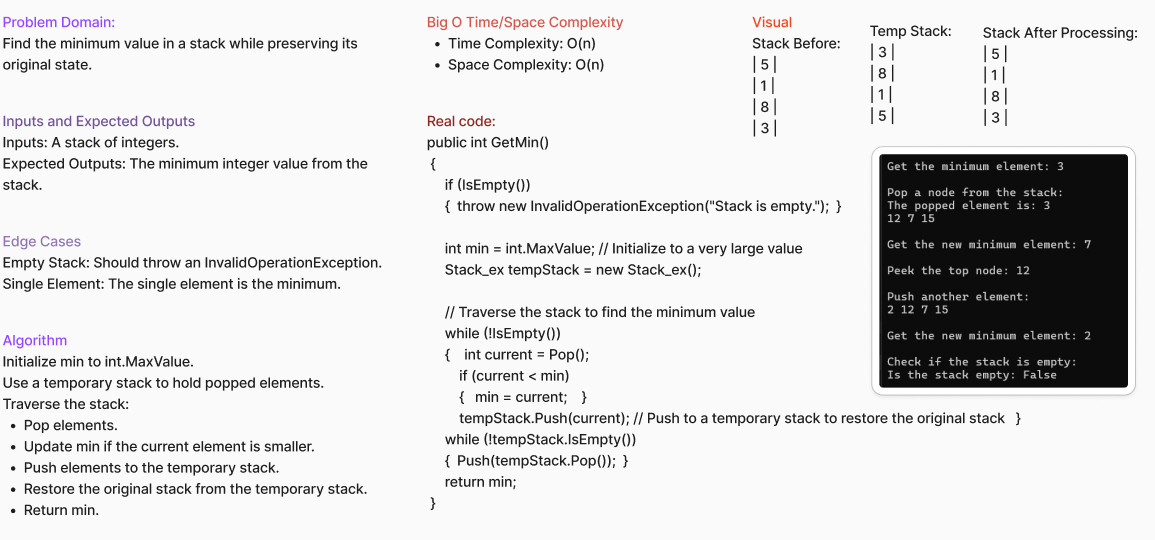 Problem Domain:
Find the minimum value in a stack while preserving its
original state.
Inputs and Expected Outputs
Inputs: A stack of integers.
Expected Outputs: The minimum integer value from the
stack.
Edge Cases
Empty Stack: Should throw an InvalidOperationException.
Single Element: The single element is the minimum.
Algorithm
Initialize min to int.MaxValue.
Use a temporary stack to hold popped elements.
Traverse the stack:
• Pop elements.
• Update min if the current element is smaller.
• Push elements to the temporary stack.
• Restore the original stack from the temporary stack.
• Return min.
Big O Time/Space Complexity
• Time Complexity: O(n)
• Space Complexity: O(n)
Real code:
public int GetMin()
{
if (IsEmpty())
{ throw new InvalidOperationException("Stack is empty."); }
int min = int.MaxValue; // Initialize to a very large value
Stack_ex tempStack = new Stack_ex();
// Traverse the stack to find the minimum value
while (!IsEmpty())
{ int current = Pop();
if (current < min)
{ min = current; }
tempStack.Push(current); // Push to a temporary stack to restore the original stack }
while (!tempStack.IsEmpty())
{ Push(tempStack.Pop()); }
return min;
}
Visual
Stack Before:
| 5 |
| 1 |
| 8 |
| 3 |
Temp Stack:
| 3 |
| 8 |
| 1 |
| 5 |
Stack After Processing:
| 5 |
| 1 |
| 8 |
| 3 |
Get the minimum element: 3
Pop a node from the stack:
The popped element is: 3
12 7 15
Get the new minimum element: 7
Peek the top node: 12
Push another element:
2 12 7 15
Get the new minimum element: 2
Check if the stack is empty:
Is the stack empty: False